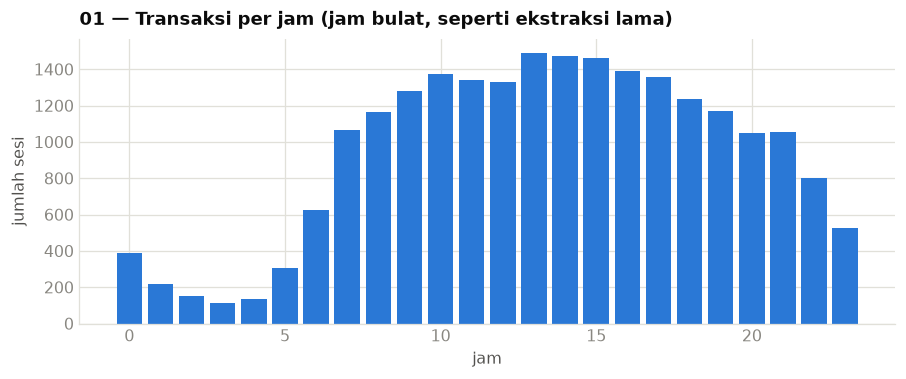 01 — Transaksi per jam (jam bulat, seperti ekstraksi lama)
jumlah sesi
1400
1200
1000
800
600
400
200
0
0 5 10 15 20
jam